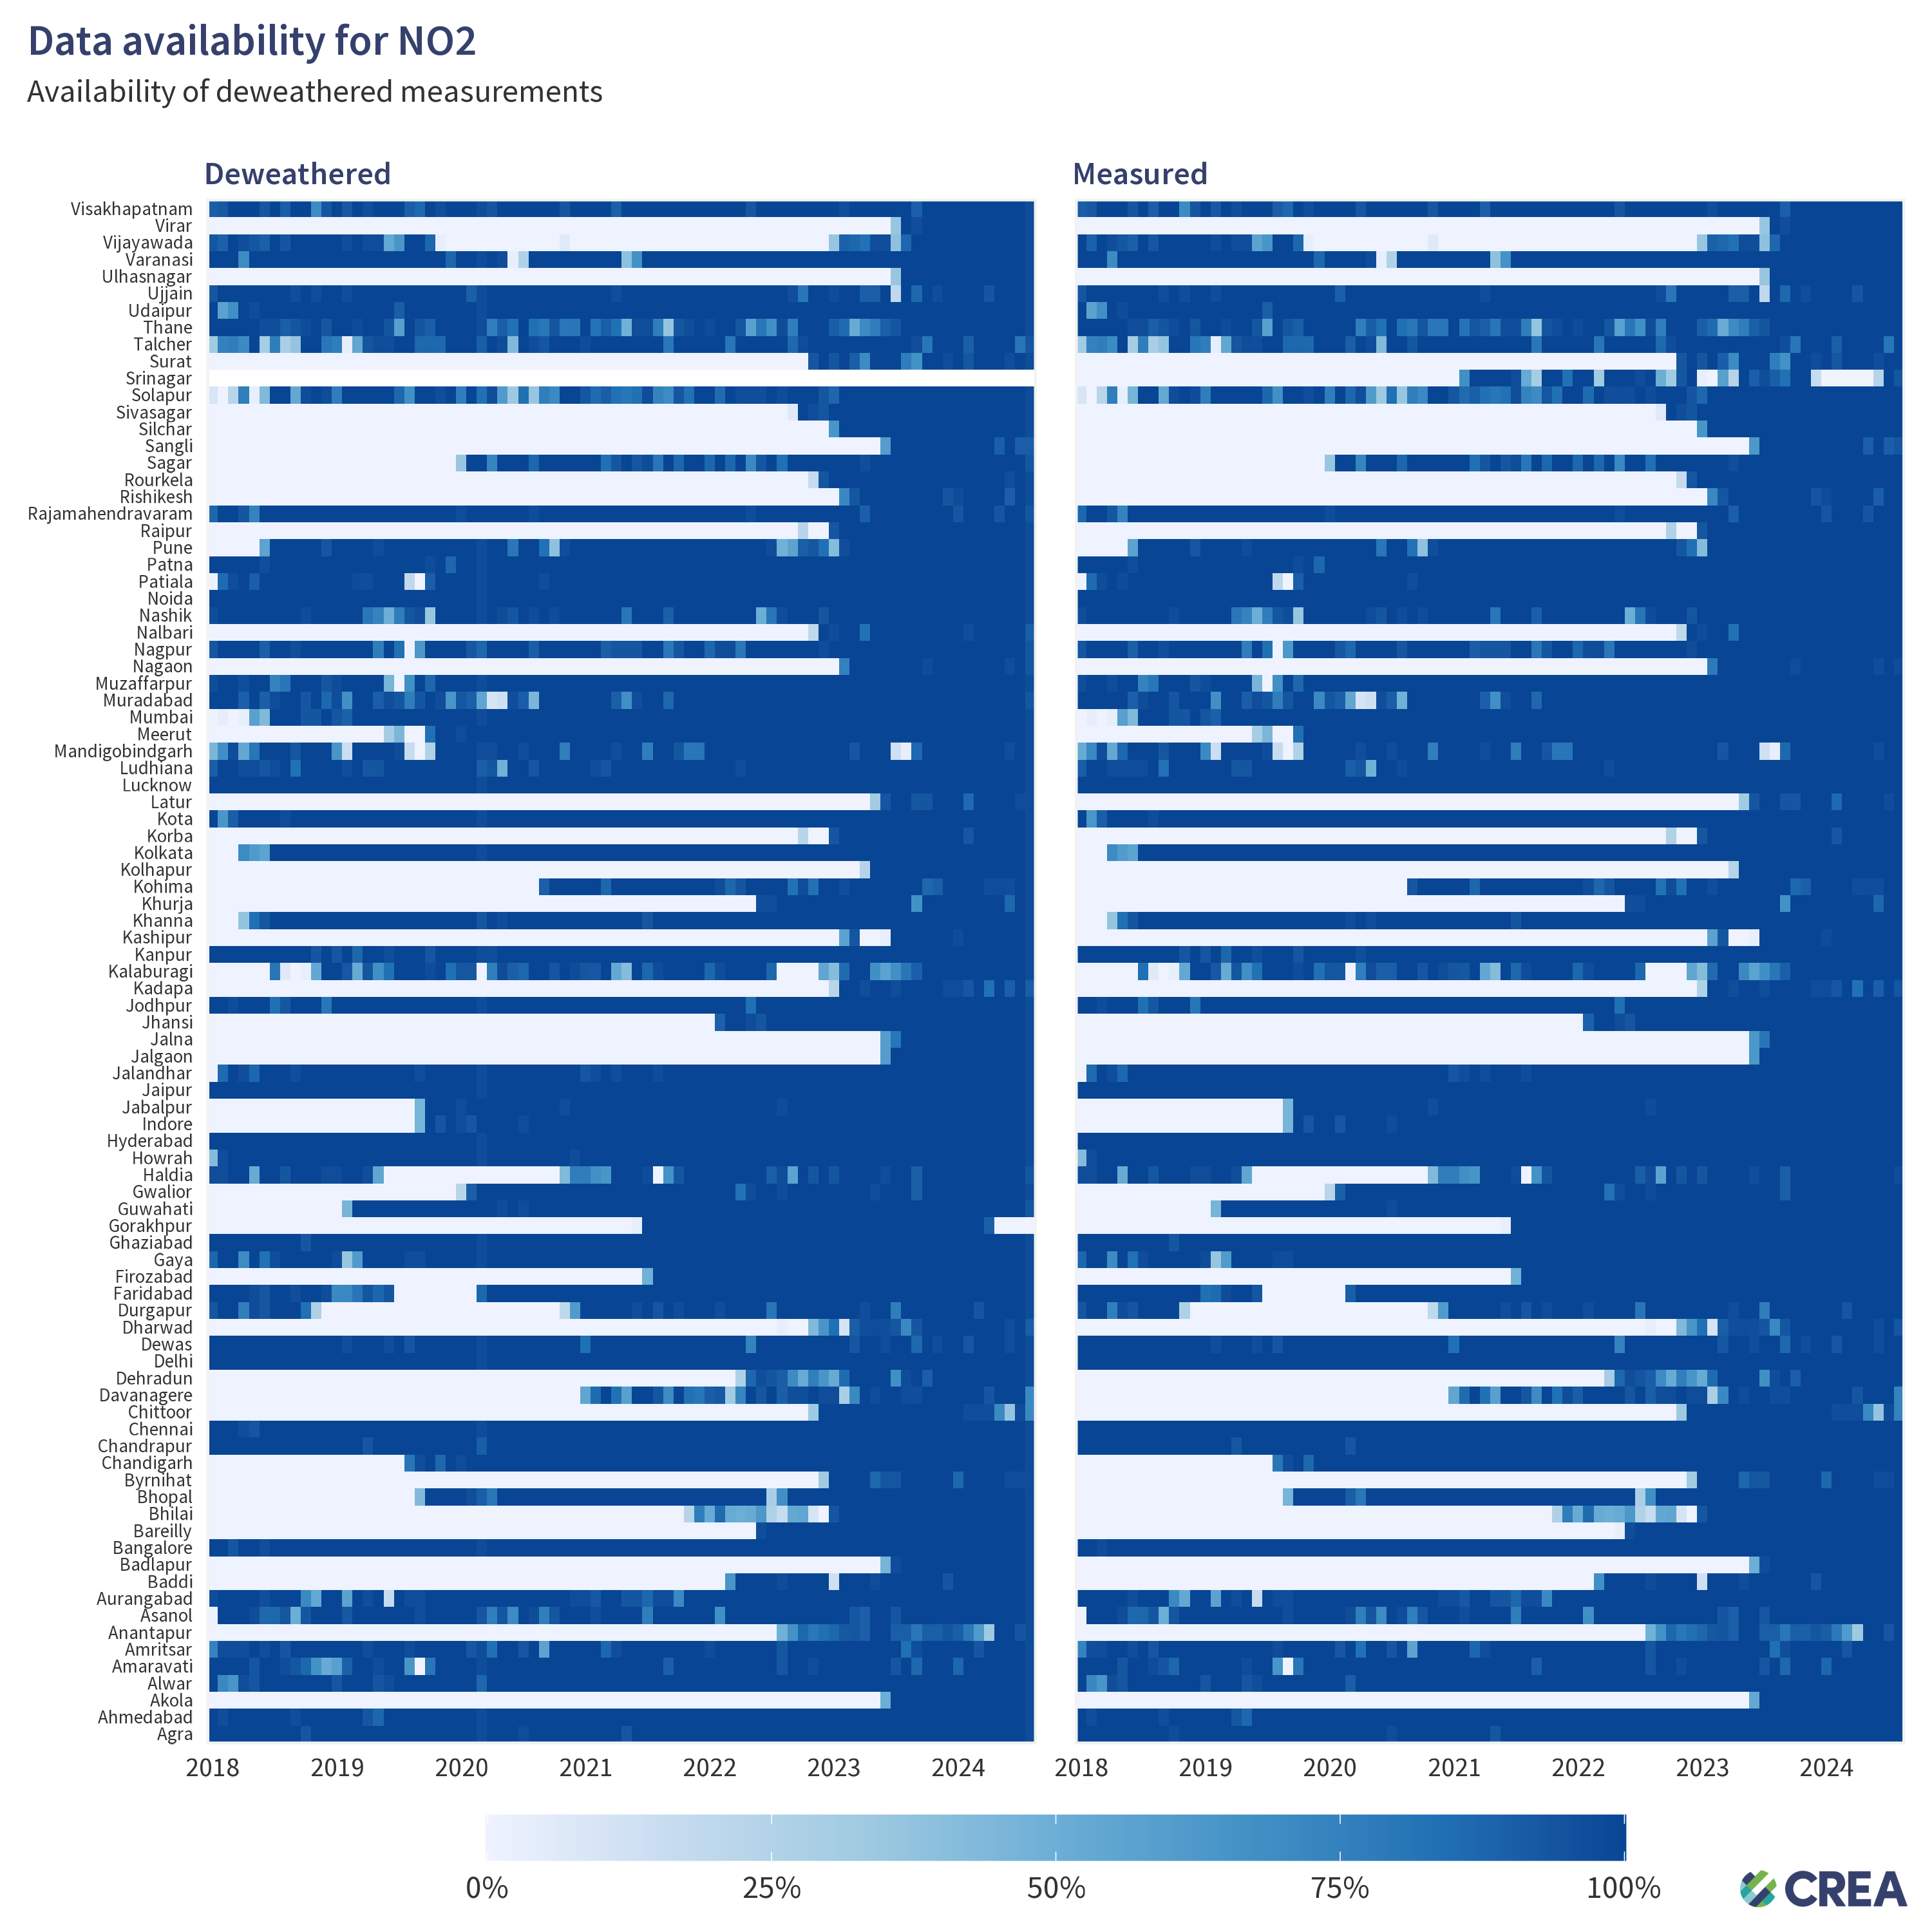 Data availability for NO2
Availability of deweathered measurements
Deweathered
Measured
Visakhapatnam
Virar
Vijayawada
Varanasi
Ulhasnagar
Ujjain
Udaipur
Thane
Talcher
Surat
Srinagar
Solapur
Sivasagar
Silchar
Sangli
Sagar
Rourkela
Rishikesh
Rajamahendravaram
Raipur
Pune
Patna
Patiala
Noida
Nashik
Nalbari
Nagpur
Nagaon
Muzaffarpur
Muradabad
Mumbai
Meerut
Mandigobindgarh
Ludhiana
Lucknow
Latur
Kota
Korba
Kolkata
Kolhapur
Kohima
Khurja
Khanna
Kashipur
Kanpur
Kalaburagi
Kadapa
Jodhpur
Jhansi
Jalna
Jalgaon
Jalandhar
Jaipur
Jabalpur
Indore
Hyderabad
Howrah
Haldia
Gwalior
Guwahati
Gorakhpur
Ghaziabad
Gaya
Firozabad
Faridabad
Durgapur
Dharwad
Dewas
Delhi
Dehradun
Davanagere
Chittoor
Chennai
Chandrapur
Chandigarh
Byrnihat
Bhopal
Bhilai
Bareilly
Bangalore
Badlapur
Baddi
Aurangabad
Asanol
Anantapur
Amritsar
Amaravati
Alwar
Akola
Ahmedabad
Agra
2018 2019 2020 2021 2022 2023 2024
2018 2019 2020 2021 2022 2023 2024
0% 25% 50% 75% 100%
CREA